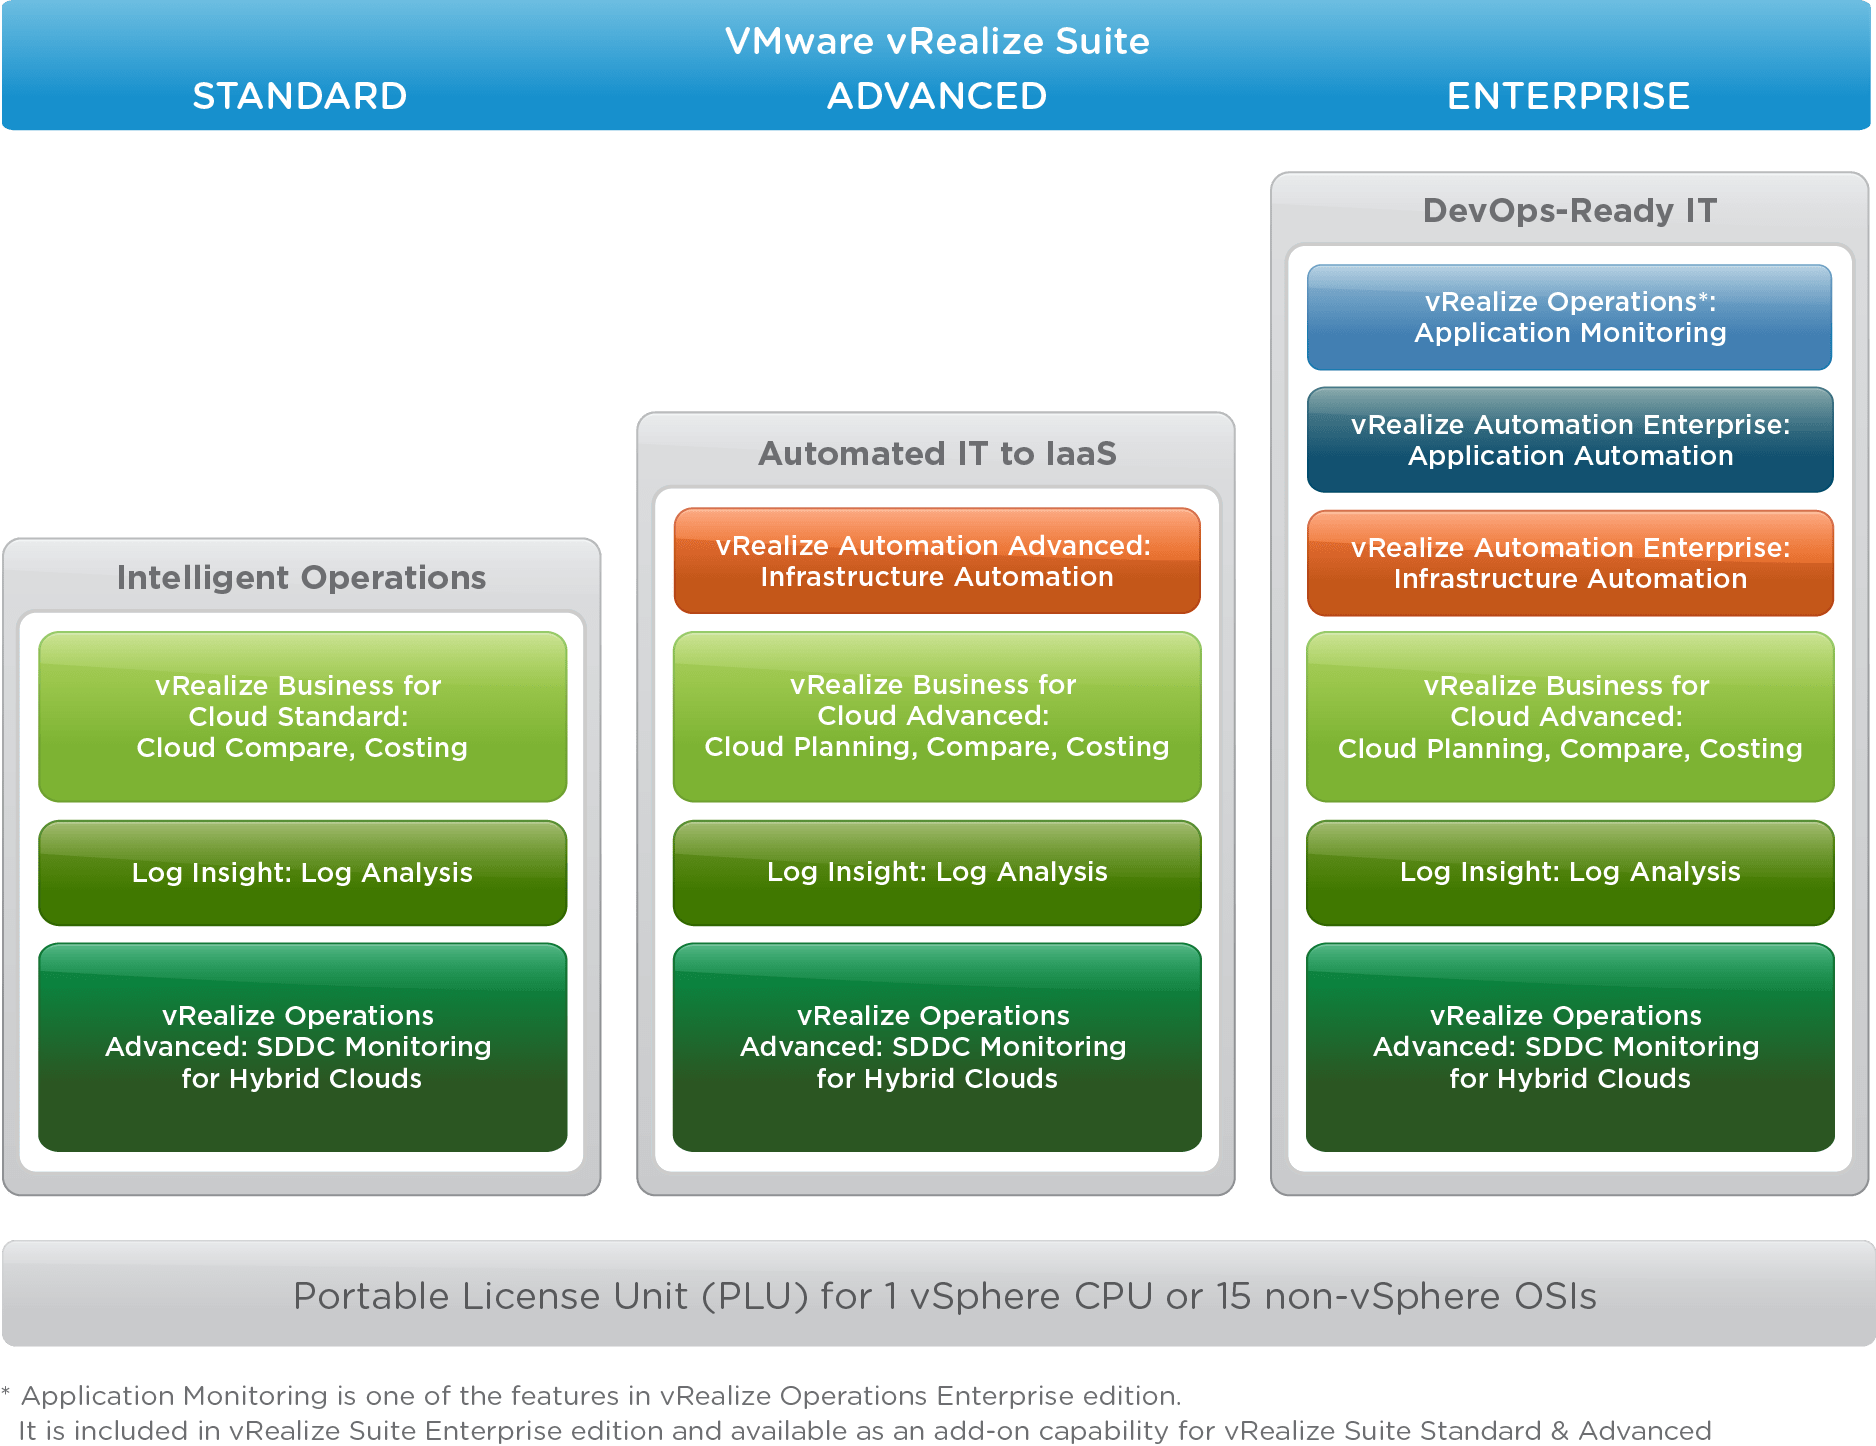 VMware vRealize Suite
STANDARD
ADVANCED
ENTERPRISE
Intelligent Operations
vRealize Business for
Cloud Standard:
Cloud Compare, Costing
Log Insight: Log Analysis
vRealize Operations
Advanced: SDDC Monitoring
for Hybrid Clouds
Automated IT to IaaS
vRealize Automation Advanced:
Infrastructure Automation
vRealize Business for
Cloud Advanced:
Cloud Planning, Compare, Costing
Log Insight: Log Analysis
vRealize Operations
Advanced: SDDC Monitoring
for Hybrid Clouds
DevOps-Ready IT
vRealize Operations*:
Application Monitoring
vRealize Automation Enterprise:
Application Automation
vRealize Automation Enterprise:
Infrastructure Automation
vRealize Business for
Cloud Advanced:
Cloud Planning, Compare, Costing
Log Insight: Log Analysis
vRealize Operations
Advanced: SDDC Monitoring
for Hybrid Clouds
Portable License Unit (PLU) for 1 vSphere CPU or 15 non-vSphere OSIs
* Application Monitoring is one of the features in vRealize Operations Enterprise edition.
It is included in vRealize Suite Enterprise edition and available as an add-on capability for vRealize Suite Standard & Advanced